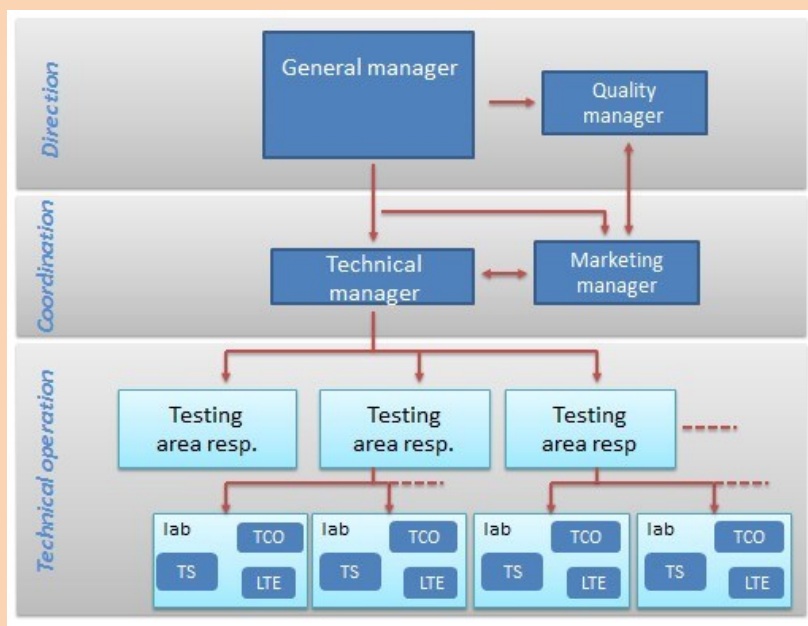 Direction
General manager
Quality
manager
Coordination
Technical
manager
Marketing
manager
Technical operation
Testing
area resp.
Testing
area resp.
Testing
area resp
lab
TCO
TS
LTE
lab
TCO
TS
LTE
lab
TCO
TS
LTE
lab
TCO
TS
LTE